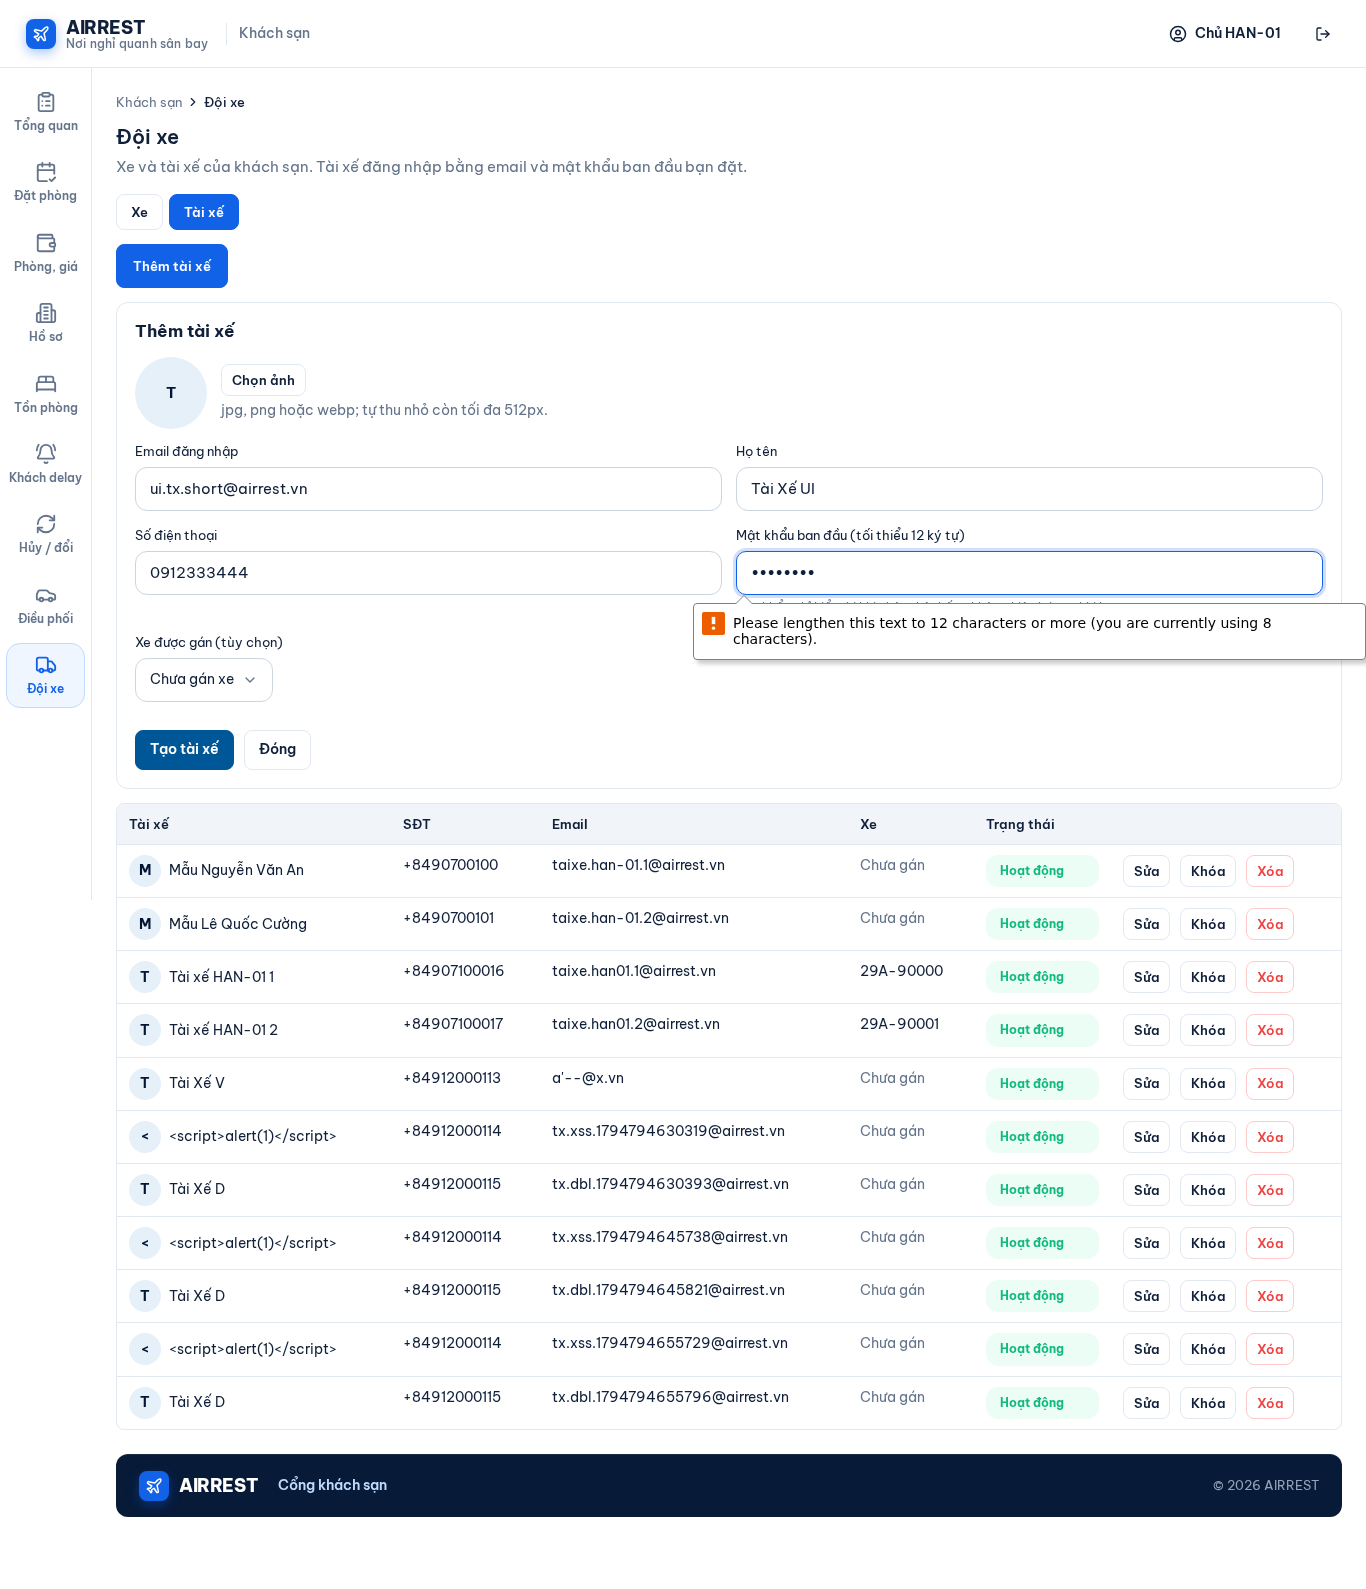 AIRREST
Nơi nghỉ quanh sân bay
Khách sạn
Chủ HAN-01
Tổng quan
Đặt phòng
Phòng, giá
Hồ sơ
Tồn phòng
Khách delay
Hủy / đổi
Điều phối
Đội xe
Khách sạn > Đội xe
Đội xe
Xe và tài xế của khách sạn. Tài xế đăng nhập bằng email và mật khẩu ban đầu bạn đặt.
Xe
Tài xế
Thêm tài xế
Thêm tài xế
T
Chọn ảnh
jpg, png hoặc webp; tự thu nhỏ còn tối đa 512px.
Email đăng nhập
ui.tx.short@airrest.vn
Họ tên
Tài Xế UI
Số điện thoại
0912333444
Mật khẩu ban đầu (tối thiểu 12 ký tự)
••••••••
Please lengthen this text to 12 characters or more (you are currently using 8
characters).
Xe được gán (tùy chọn)
Chưa gán xe
Tạo tài xế
Đóng
Tài xế SĐT Email Xe Trạng thái
M Mẫu Nguyễn Văn An +8490700100 taixe.han-01.1@airrest.vn Chưa gán Hoạt động Sửa Khóa Xóa
M Mẫu Lê Quốc Cường +8490700101 taixe.han-01.2@airrest.vn Chưa gán Hoạt động Sửa Khóa Xóa
T Tài xế HAN-01 1 +84907100016 taixe.han01.1@airrest.vn 29A-90000 Hoạt động Sửa Khóa Xóa
T Tài xế HAN-01 2 +84907100017 taixe.han01.2@airrest.vn 29A-90001 Hoạt động Sửa Khóa Xóa
T Tài Xế V +84912000113 a'--@x.vn Chưa gán Hoạt động Sửa Khóa Xóa
< <script>alert(1)</script> +84912000114 tx.xss.1794794630319@airrest.vn Chưa gán Hoạt động Sửa Khóa Xóa
T Tài Xế D +84912000115 tx.dbl.1794794630393@airrest.vn Chưa gán Hoạt động Sửa Khóa Xóa
< <script>alert(1)</script> +84912000114 tx.xss.1794794645738@airrest.vn Chưa gán Hoạt động Sửa Khóa Xóa
T Tài Xế D +84912000115 tx.dbl.1794794645821@airrest.vn Chưa gán Hoạt động Sửa Khóa Xóa
< <script>alert(1)</script> +84912000114 tx.xss.1794794655729@airrest.vn Chưa gán Hoạt động Sửa Khóa Xóa
T Tài Xế D +84912000115 tx.dbl.1794794655796@airrest.vn Chưa gán Hoạt động Sửa Khóa Xóa
AIRREST
Cổng khách sạn
© 2026 AIRREST